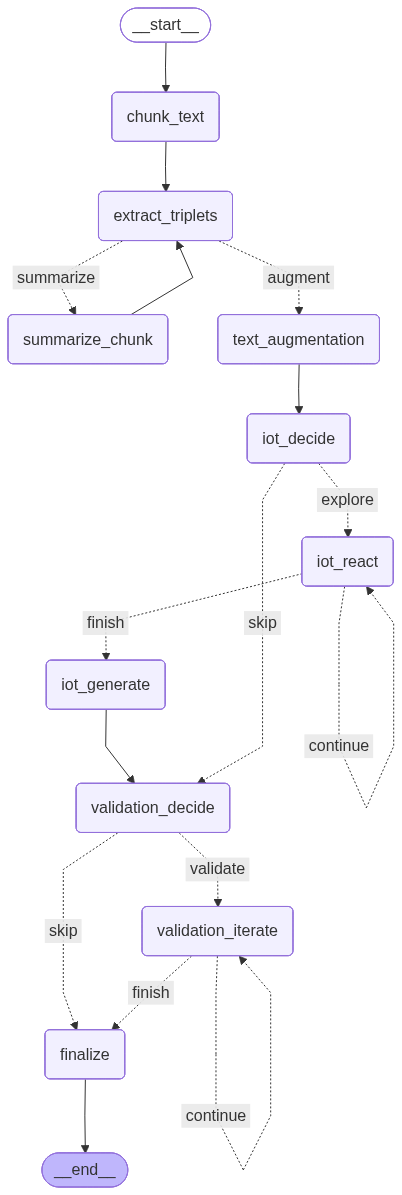 __start__
chunk_text
extract_triplets
summarize
augment
summarize_chunk
text_augmentation
iot_decide
explore
iot_react
finish
skip
iot_generate
continue
validation_decide
validate
skip
validation_iterate
finish
finalize
continue
__end__